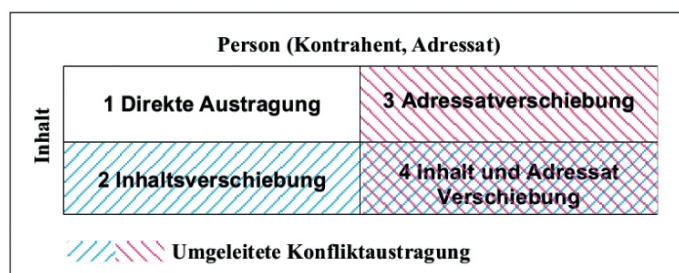 Person (Kontrahent, Adressat)
Inhalt
1 Direkte Austragung
3 Adressatverschiebung
2 Inhaltsverschiebung
4 Inhalt und Adressat
Verschiebung
Umgeleitete Konfliktaustragung